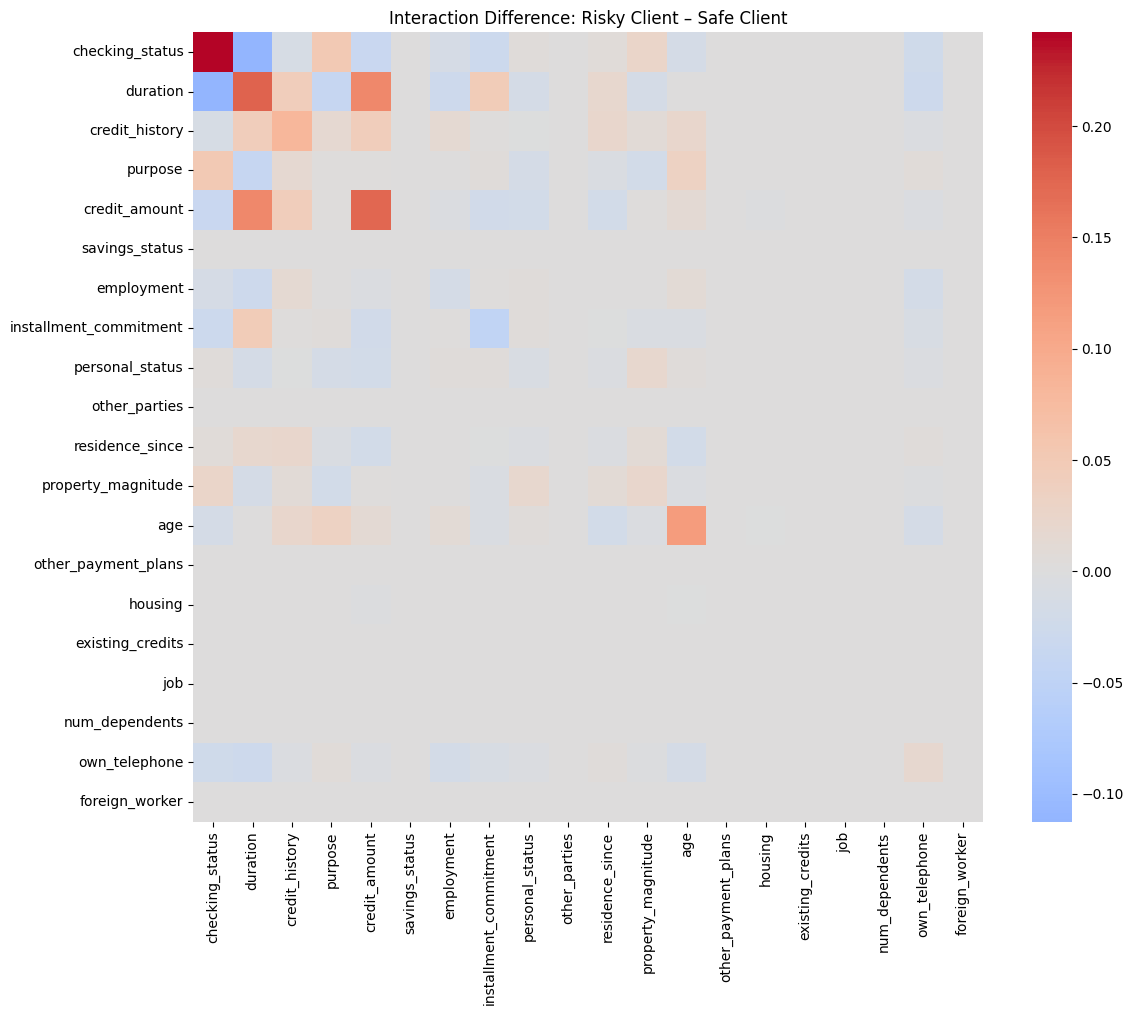 Interaction Difference: Risky Client – Safe Client
checking_status
duration
credit_history
purpose
credit_amount
savings_status
employment
installment_commitment
personal_status
other_parties
residence_since
property_magnitude
age
other_payment_plans
housing
existing_credits
job
num_dependents
own_telephone
foreign_worker
checking_status
duration
credit_history
purpose
credit_amount
savings_status
employment
installment_commitment
personal_status
other_parties
residence_since
property_magnitude
age
other_payment_plans
housing
existing_credits
job
num_dependents
own_telephone
foreign_worker
0.20
0.15
0.10
0.05
0.00
−0.05
−0.10